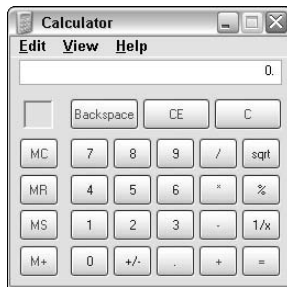 Calculator
Edit View Help
0.
Backspace CE C
MC 7 8 9 / sqrt
MR 4 5 6 * %
MS 1 2 3 - 1/x
M+ 0 +/- . + =